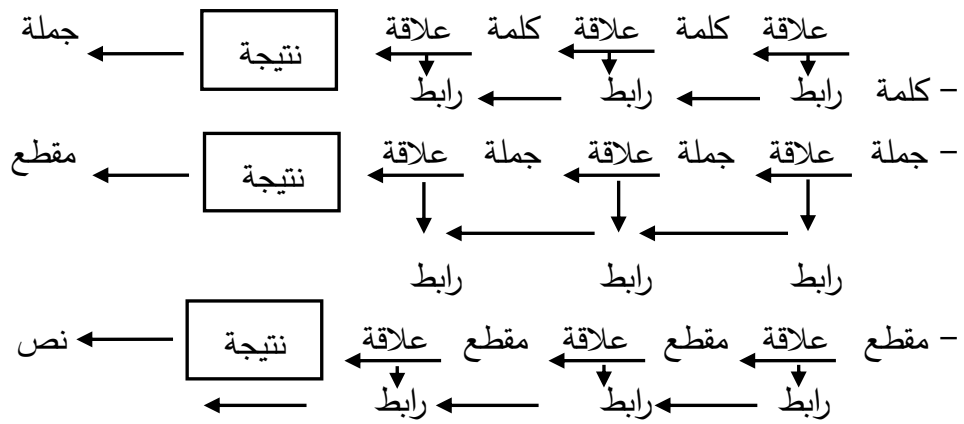 علاقة كلمة علاقة كلمة علاقة نتيجة جملة
– كلمة رابط رابط رابط
– جملة علاقة جملة علاقة جملة علاقة نتيجة مقطع
رابط رابط رابط
– مقطع علاقة مقطع علاقة مقطع علاقة نتيجة نص
رابط رابط رابط